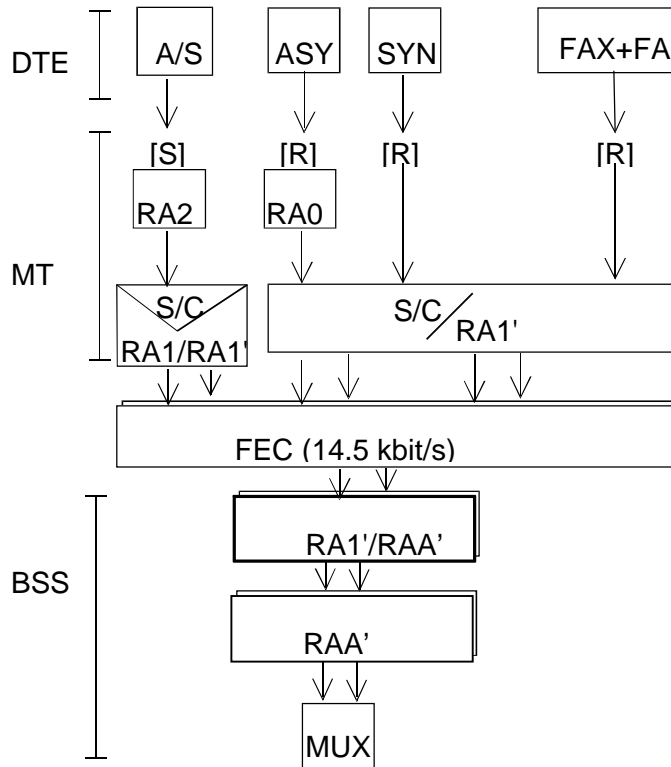 DTE
A/S
ASY
SYN
FAX+FA
[S]
[R]
[R]
[R]
MT
RA2
RA0
S/C
RA1/RA1'
S/C
RA1'
FEC (14.5 kbit/s)
BSS
RA1'/RAA’
RAA’
MUX